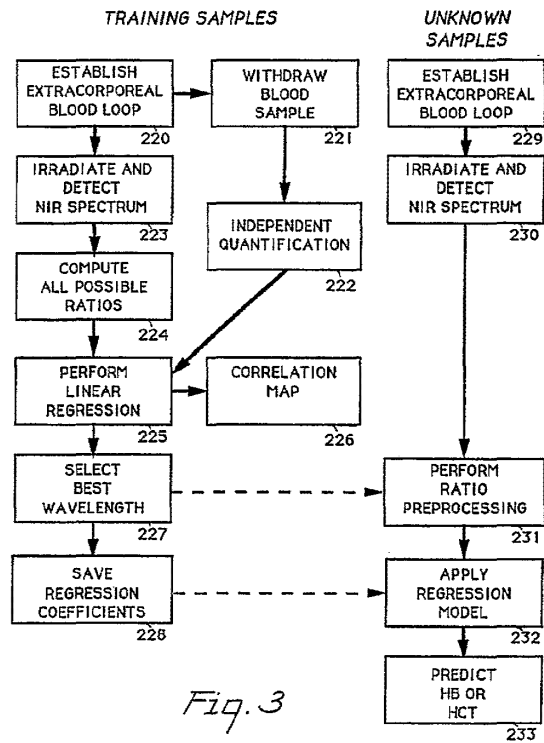 TRAINING SAMPLES
ESTABLISH
EXTRACORPOREAL
BLOOD LOOP
220
WITHDRAW
BLOOD
SAMPLE
221
IRRADIATE AND
DETECT
NIR SPECTRUM
223
INDEPENDENT
QUANTIFICATION
222
COMPUTE
ALL POSSIBLE
RATIOS
224
PERFORM
LINEAR
REGRESSION
225
CORRELATION
MAP
226
SELECT
BEST
WAVELENGTH
227
SAVE
REGRESSION
COEFFICIENTS
228
UNKNOWN
SAMPLES
ESTABLISH
EXTRACORPOREAL
BLOOD LOOP
229
IRRADIATE AND
DETECT
NIR SPECTRUM
230
PERFORM
RATIO
PREPROCESSING
231
APPLY
REGRESSION
MODEL
232
PREDICT
HB OR
HCT
233
Fig. 3